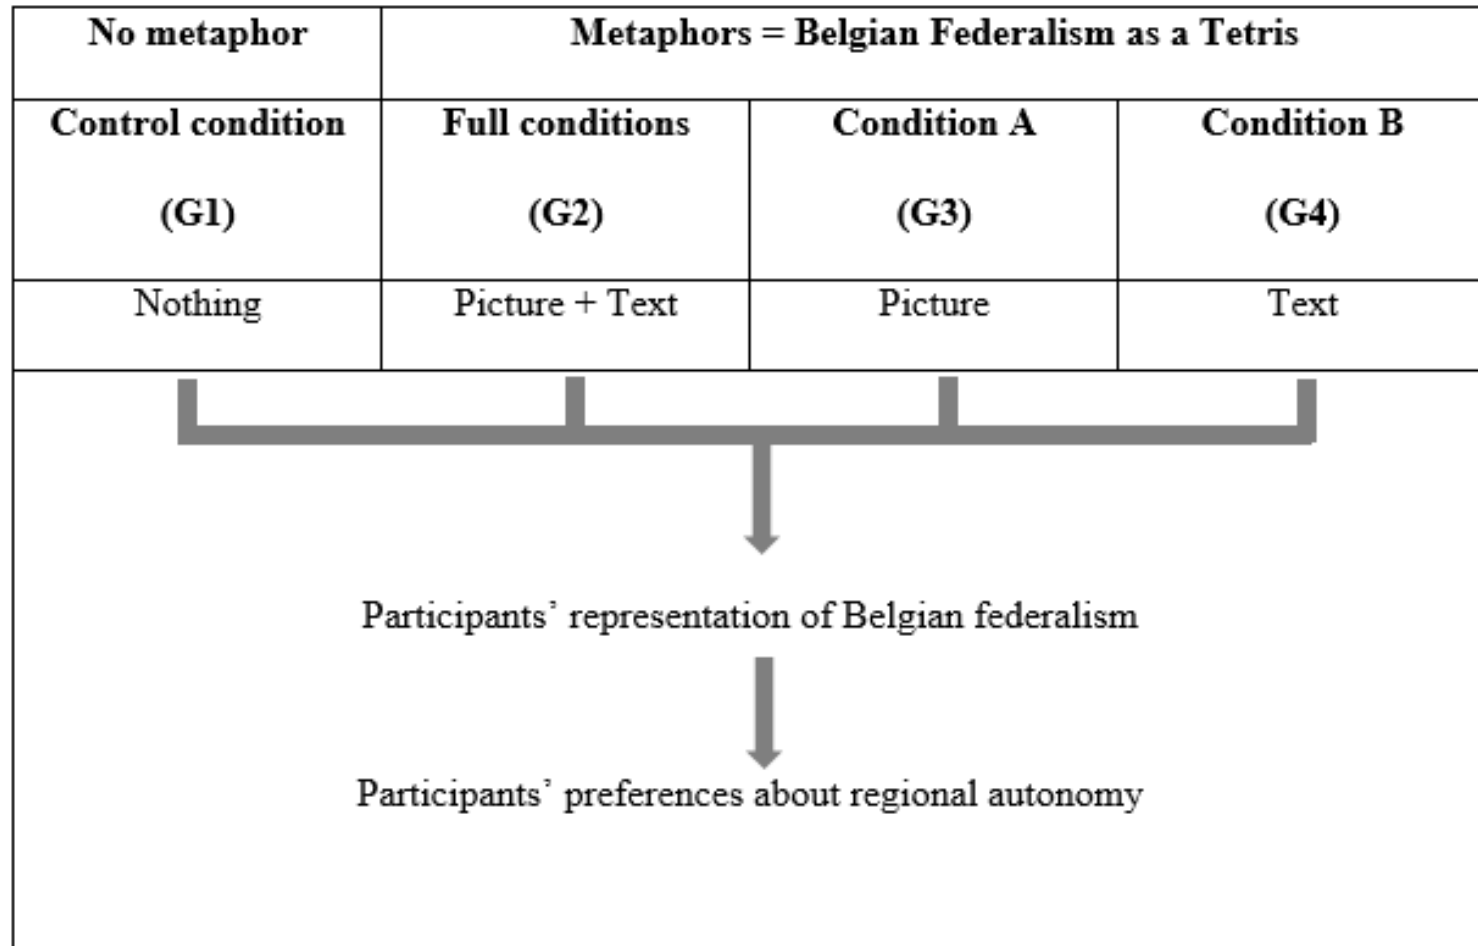 No metaphor
Metaphors = Belgian Federalism as a Tetris
Control condition
(G1)
Full conditions
(G2)
Condition A
(G3)
Condition B
(G4)
Nothing
Picture + Text
Picture
Text
Participants’ representation of Belgian federalism
Participants’ preferences about regional autonomy